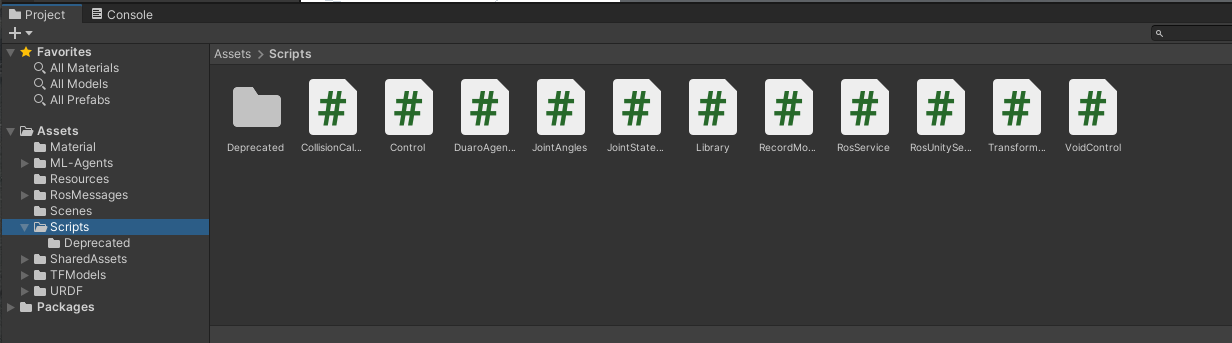 Project
Console
Favorites
All Materials
All Models
All Prefabs
Assets
Material
ML-Agents
Resources
RosMessages
Scenes
Scripts
Deprecated
SharedAssets
TFModels
URDF
Packages
Assets > Scripts
Deprecated
CollisionCal...
Control
DuaroAgen...
JointAngles
JointState...
Library
RecordMo...
RosService
RosUnitySe...
Transform...
VoidControl